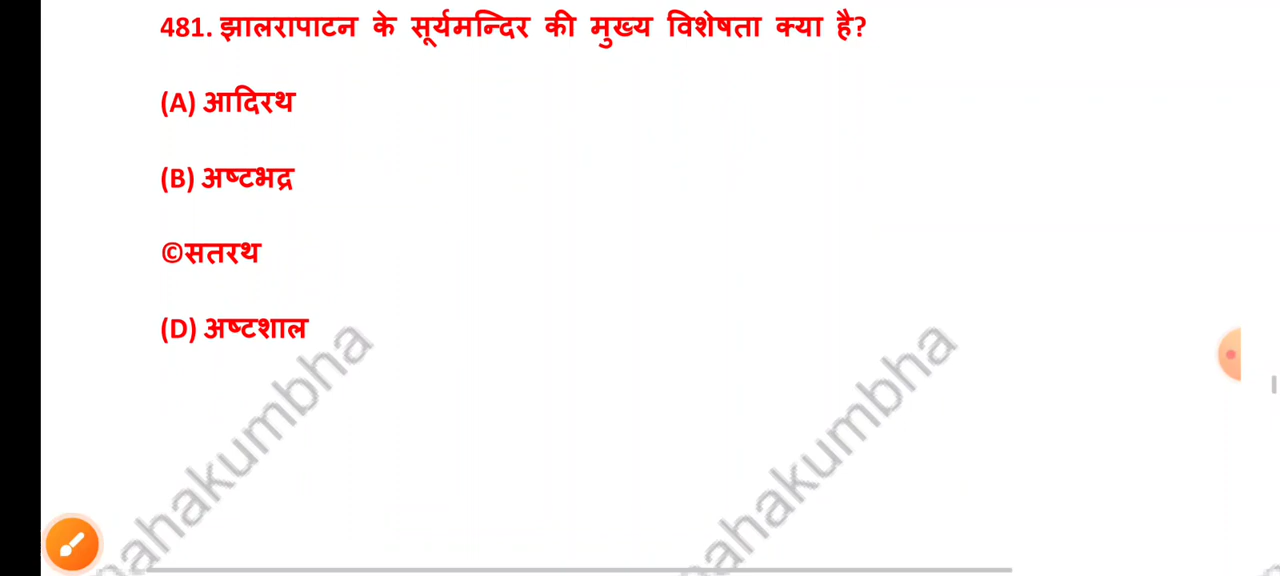 481. झालरापाटन के सूर्यमन्दिर की मुख्य विशेषता क्या है?
(A) आदिरथ
(B) अष्टभद्र
©सतरथ
(D) अष्टशाल
ahakumbha
ahakumbha